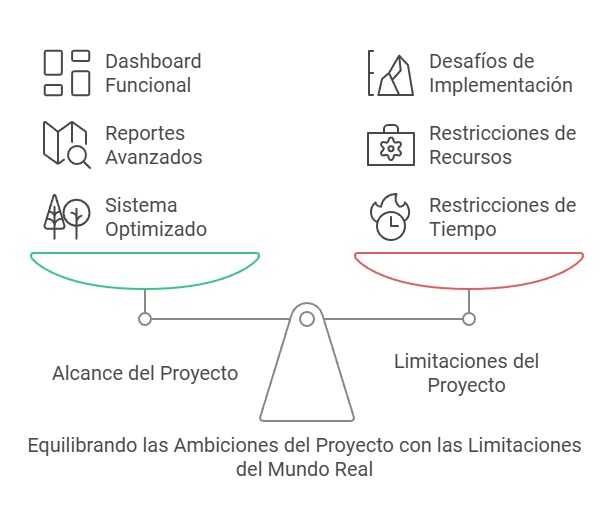 Dashboard
Funcional
Reportes
Avanzados
Sistema
Optimizado
Desafíos de
Implementación
Restricciones de
Recursos
Restricciones de
Tiempo
Alcance del Proyecto
Limitaciones del
Proyecto
Equilibrando las Ambiciones del Proyecto con las Limitaciones
del Mundo Real